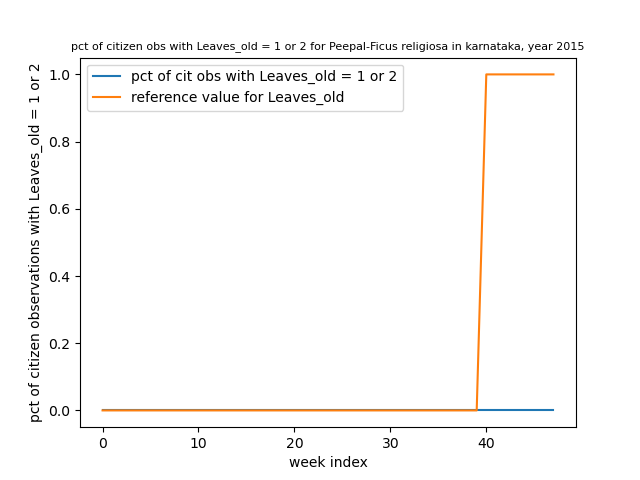 pct of citizen obs with Leaves_old = 1 or 2 for Peepal-Ficus religiosa in karnataka, year 2015
pct of cit obs with Leaves_old = 1 or 2
reference value for Leaves_old
pct of citizen observations with Leaves_old = 1 or 2
1.0
0.8
0.6
0.4
0.2
0.0
0 10 20 30 40
week index